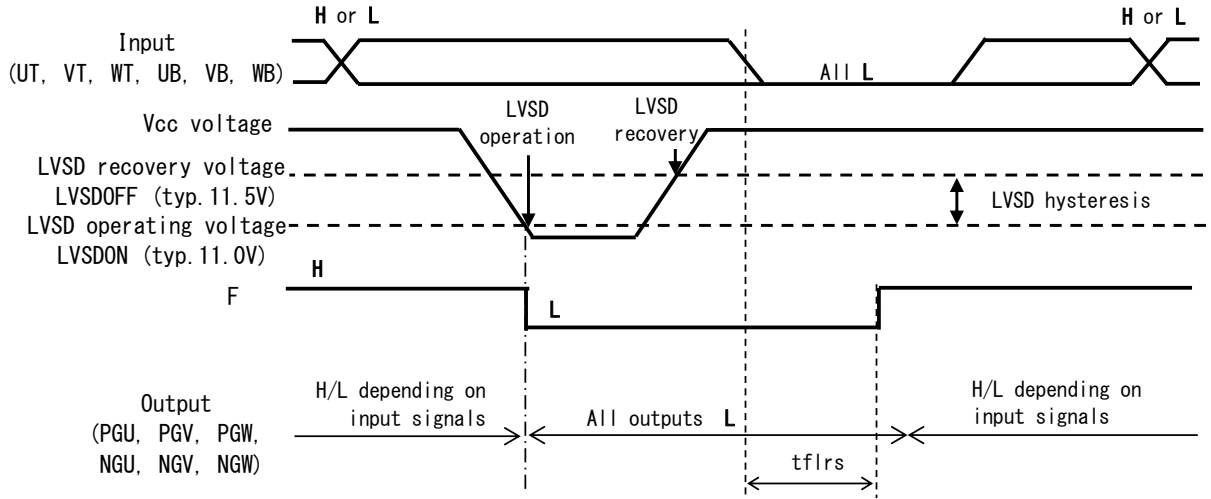 H or L
H or L
Input
(UT, VT, WT, UB, VB, WB)
All L
LVSD
operation
LVSD
recovery
Vcc voltage
LVSD recovery voltage
LVSDOFF (typ.11.5V)
LVSD hysteresis
LVSD operating voltage
LVSDON (typ.11.0V)
H
F
L
H/L depending on
input signals
H/L depending on
input signals
Output
(PGU, PGV, PGW,
NGU, NGV, NGW)
All outputs L
tflrs